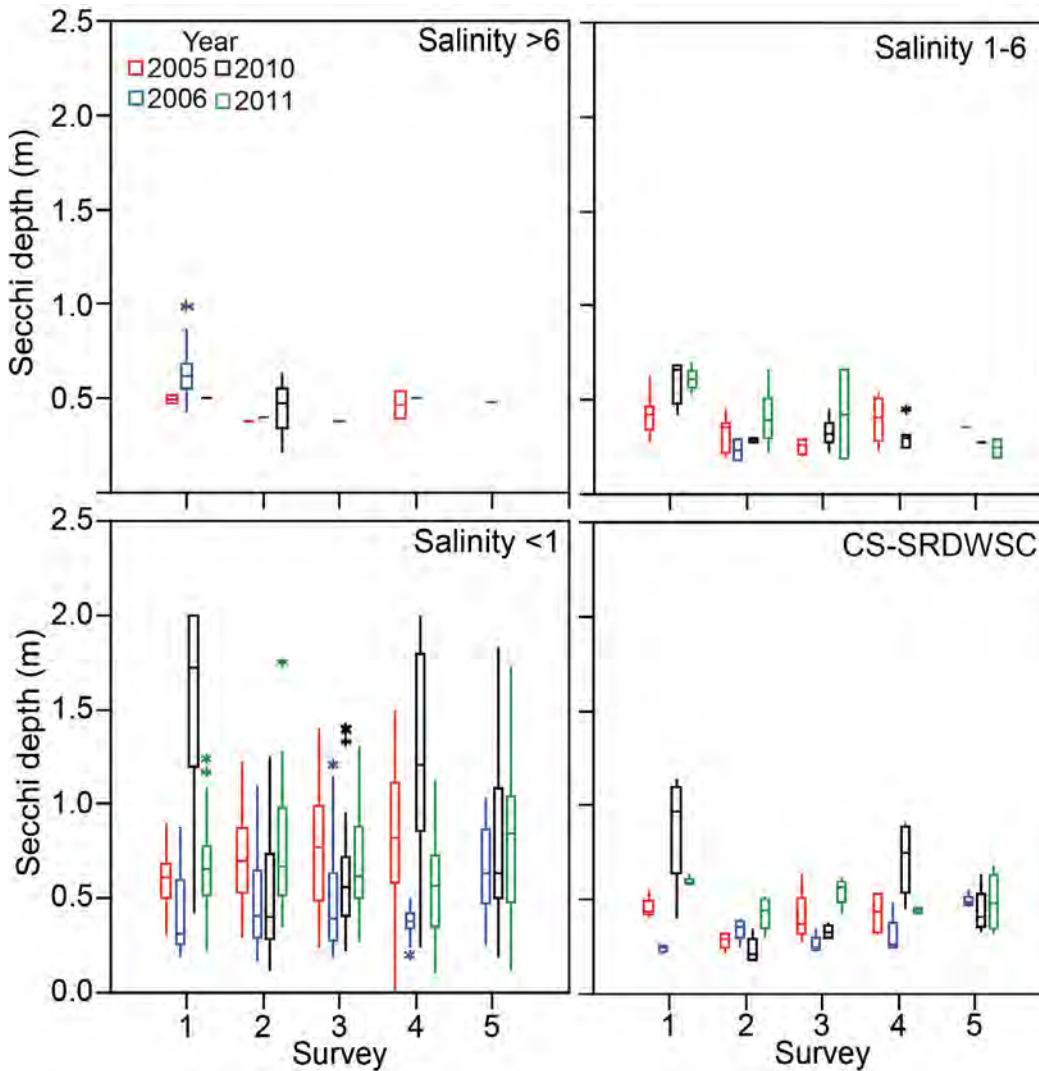 2.5
2.0
1.5
1.0
0.5
Secchi depth (m)
Year
2005 2010
2006 2011
Salinity >6
Salinity 1-6
2.5
2.0
1.5
1.0
0.5
0.0
Secchi depth (m)
Salinity <1
CS-SRDWSC
1 2 3 4 5
Survey
1 2 3 4 5
Survey